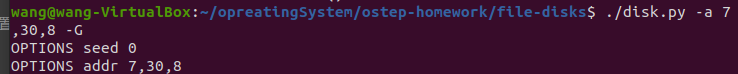 wang@wang-VirtualBox:~/opreatingSystem/ostep-homework/file-disks$ ./disk.py -a 7
,30,8 -G
OPTIONS seed 0
OPTIONS addr 7,30,8